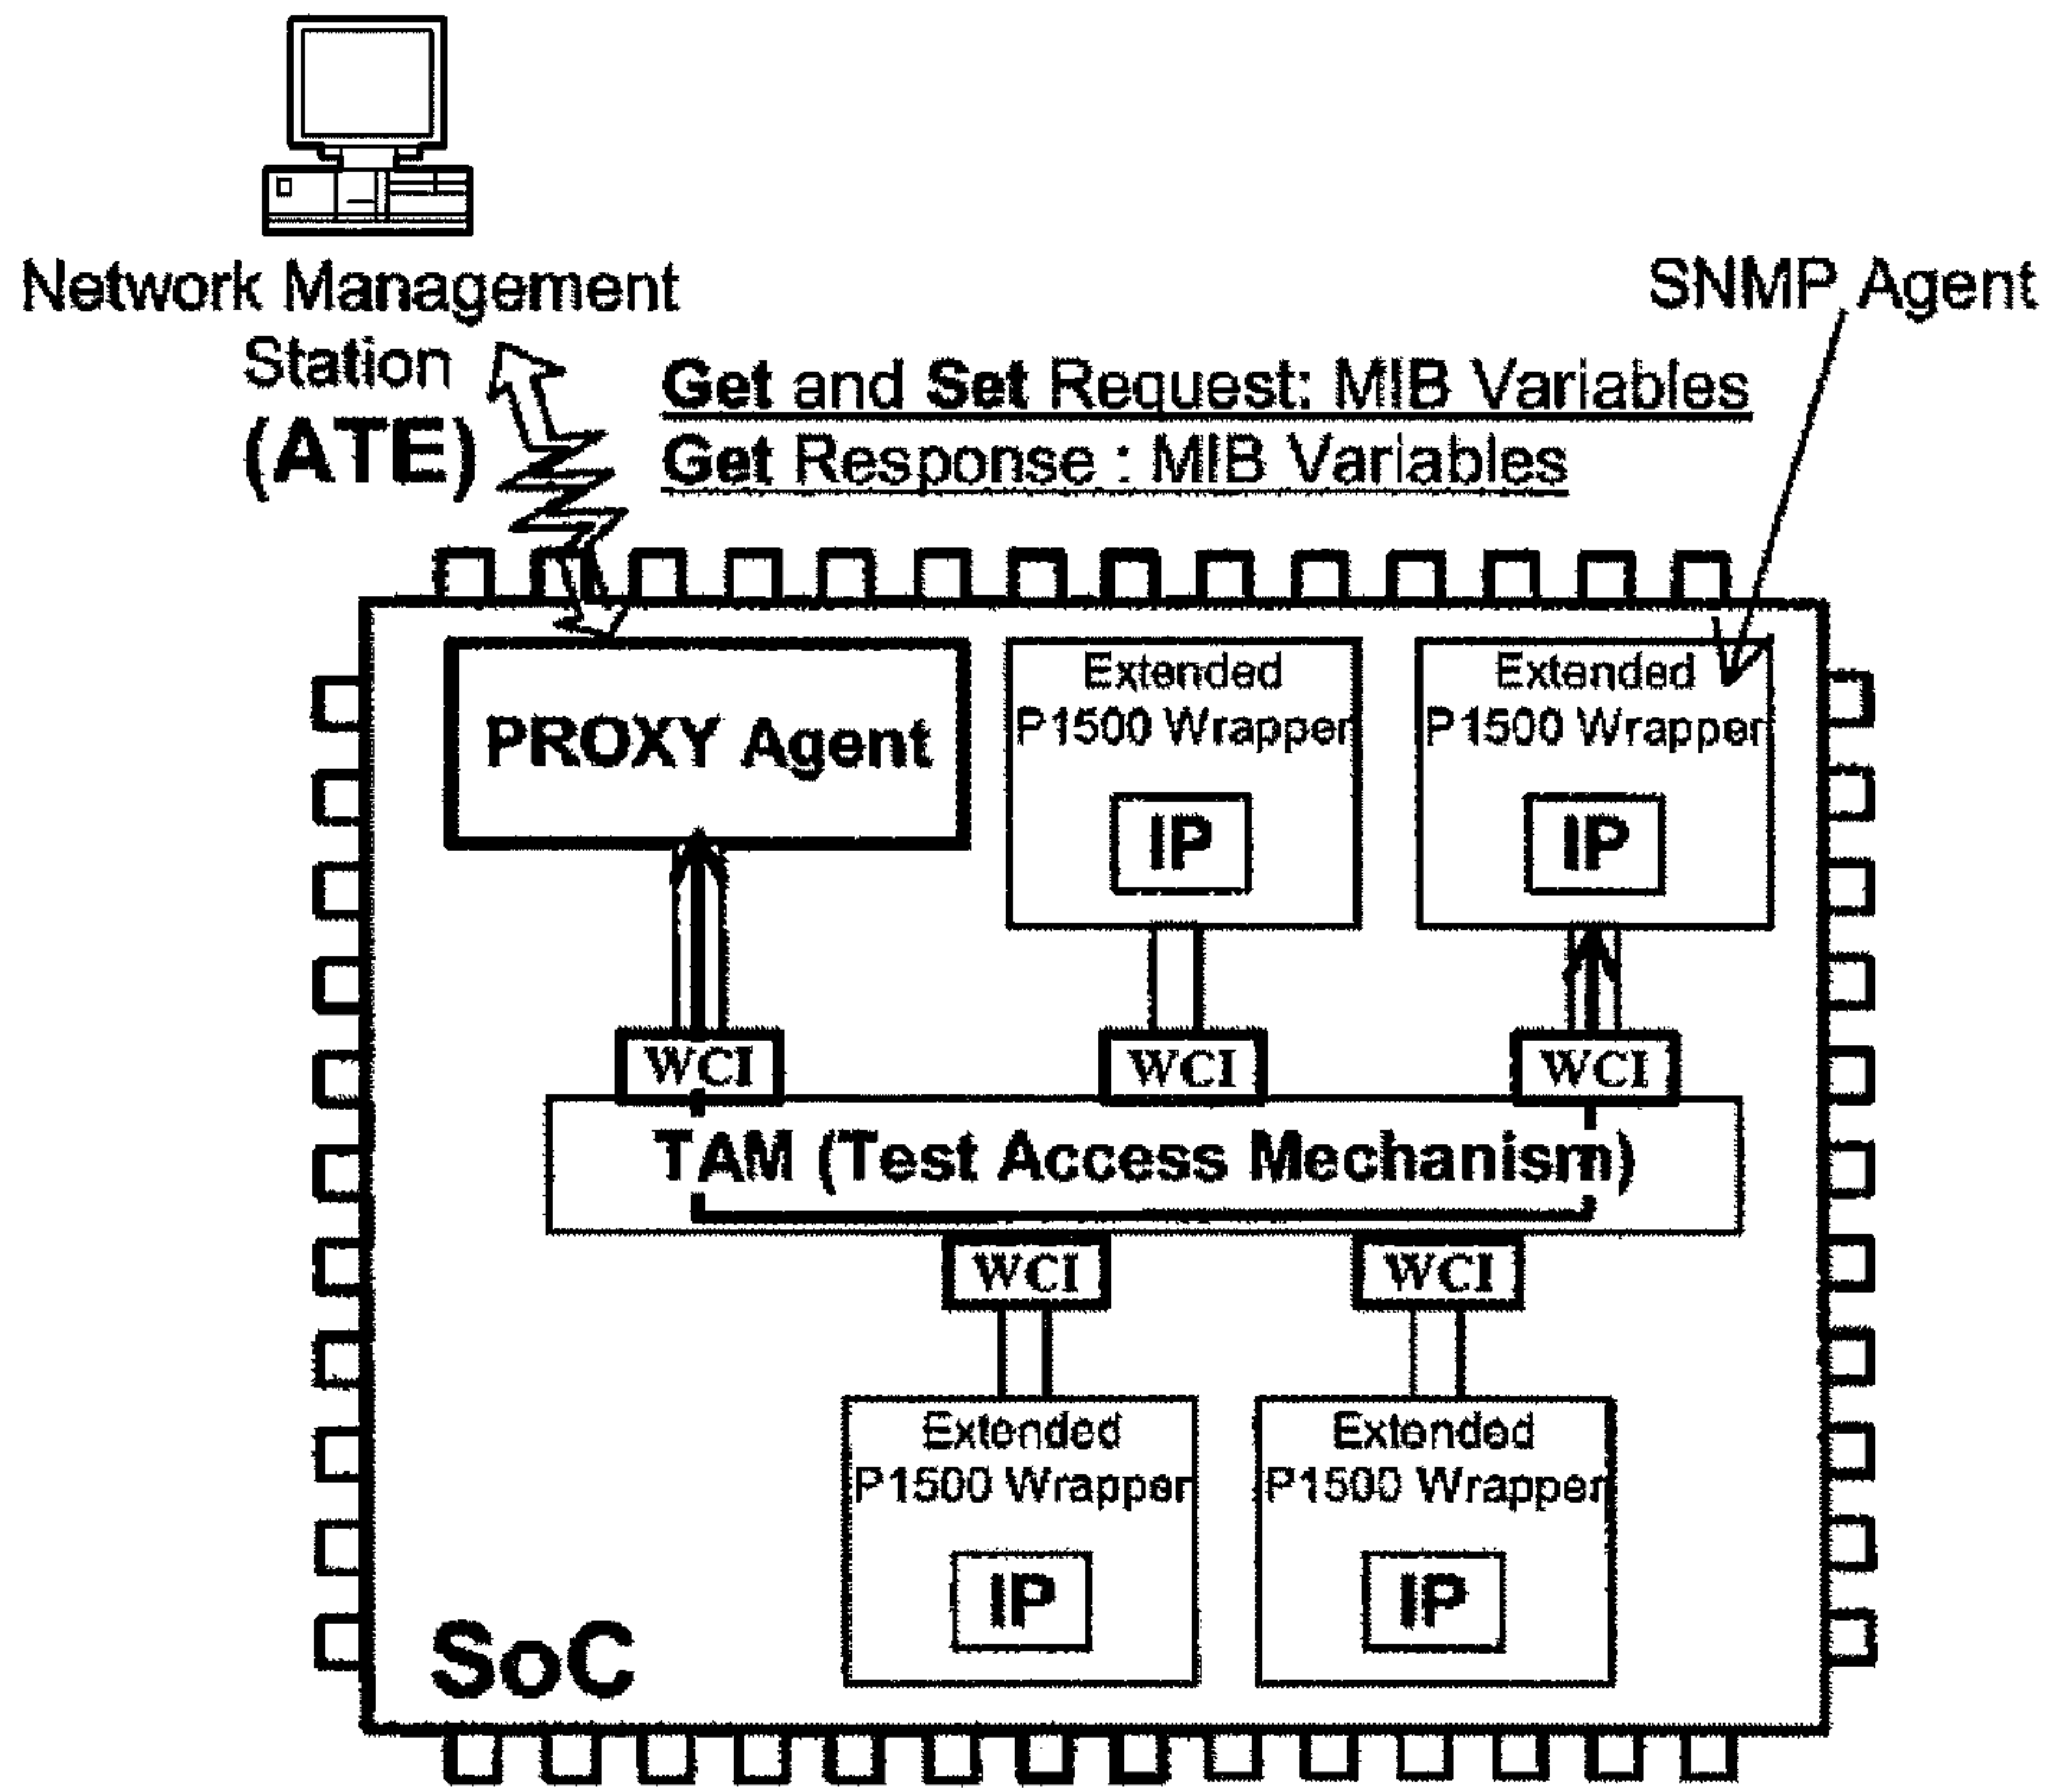 Network Management
Station
(ATE)
SNMP Agent
Get and Set Request: MIB Variables
Get Response : MIB Variables
PROXY Agent
Extended
P1500 Wrapper
IP
Extended
P1500 Wrapper
IP
WCI
WCI
WCI
TAM (Test Access Mechanism)
WCI
WCI
Extended
P1500 Wrapper
IP
Extended
P1500 Wrapper
IP
SoC